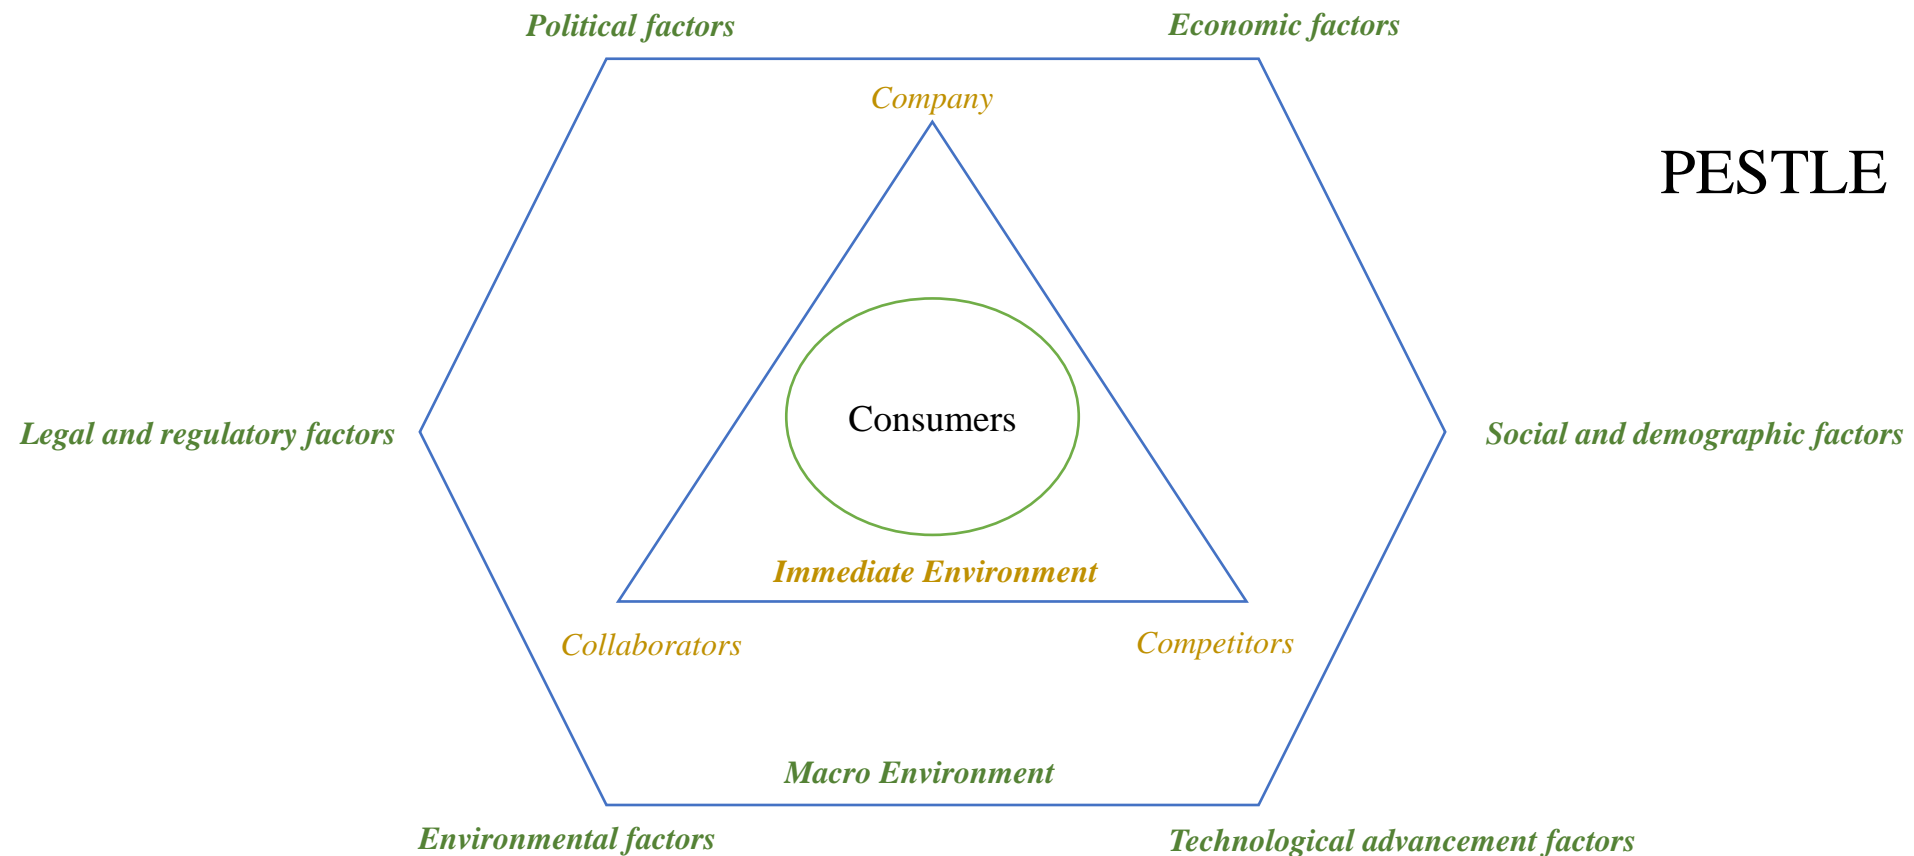 Political factors
Economic factors
Company
PESTLE
Consumers
Legal and regulatory factors
Social and demographic factors
Immediate Environment
Collaborators
Competitors
Macro Environment
Environmental factors
Technological advancement factors